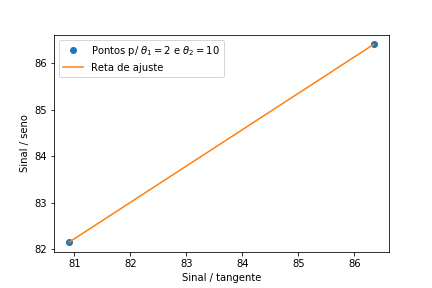 Pontos p/ θ₁ = 2 e θ₂ = 10
Reta de ajuste
86
85
84
83
82
Sinal / seno
81
82
83
84
85
86
Sinal / tangente